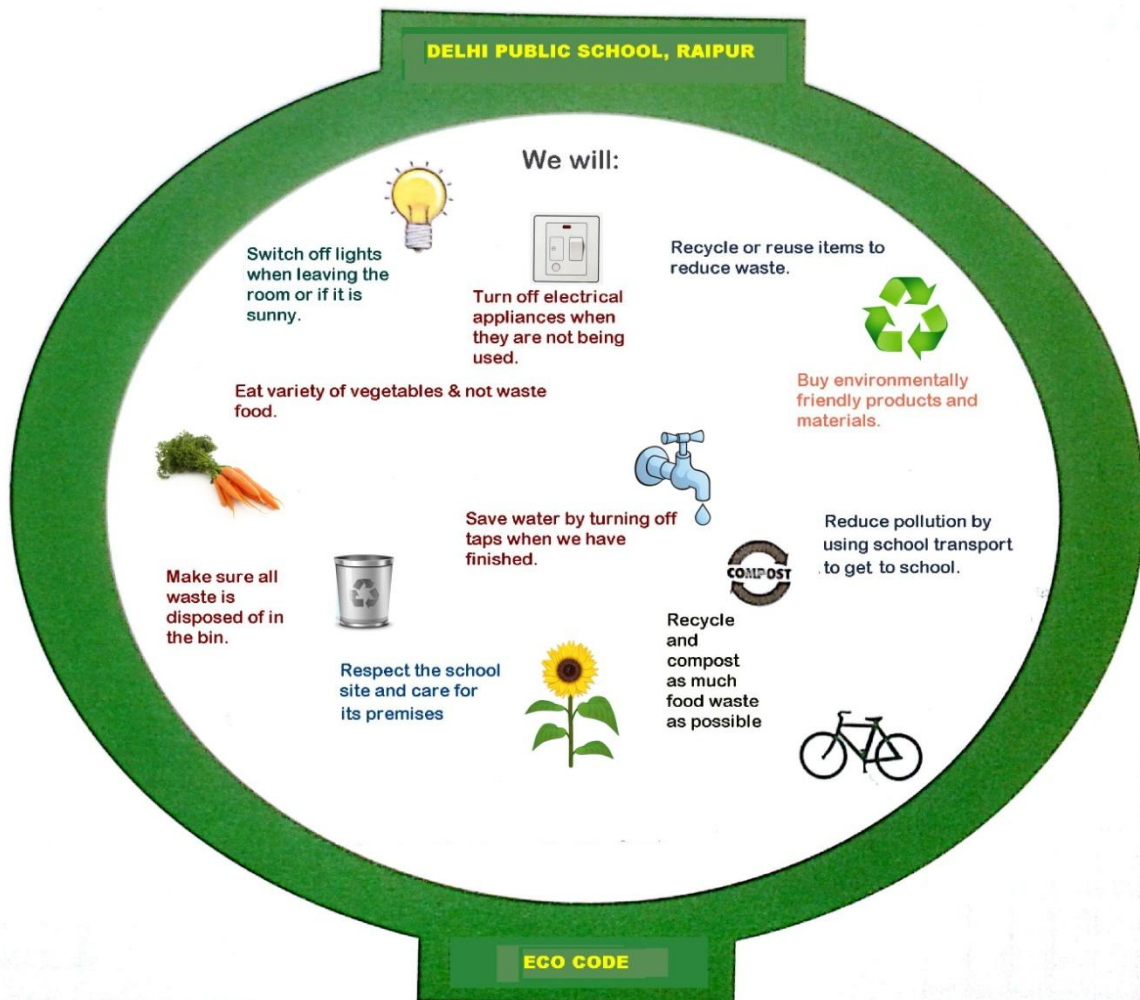 DELHI PUBLIC SCHOOL, RAIPUR
We will:
Switch off lights
when leaving the
room or if it is
sunny.
Turn off electrical
appliances when
they are not being
used.
Recycle or reuse items to
reduce waste.
Eat variety of vegetables & not waste
food.
Buy environmentally
friendly products and
materials.
Save water by turning off
taps when we have
finished.
Reduce pollution by
using school transport
to get to school.
Make sure all
waste is
disposed of in
the bin.
COMPOST
Recycle
and
compost
as much
food waste
as possible
Respect the school
site and care for
its premises
ECO CODE